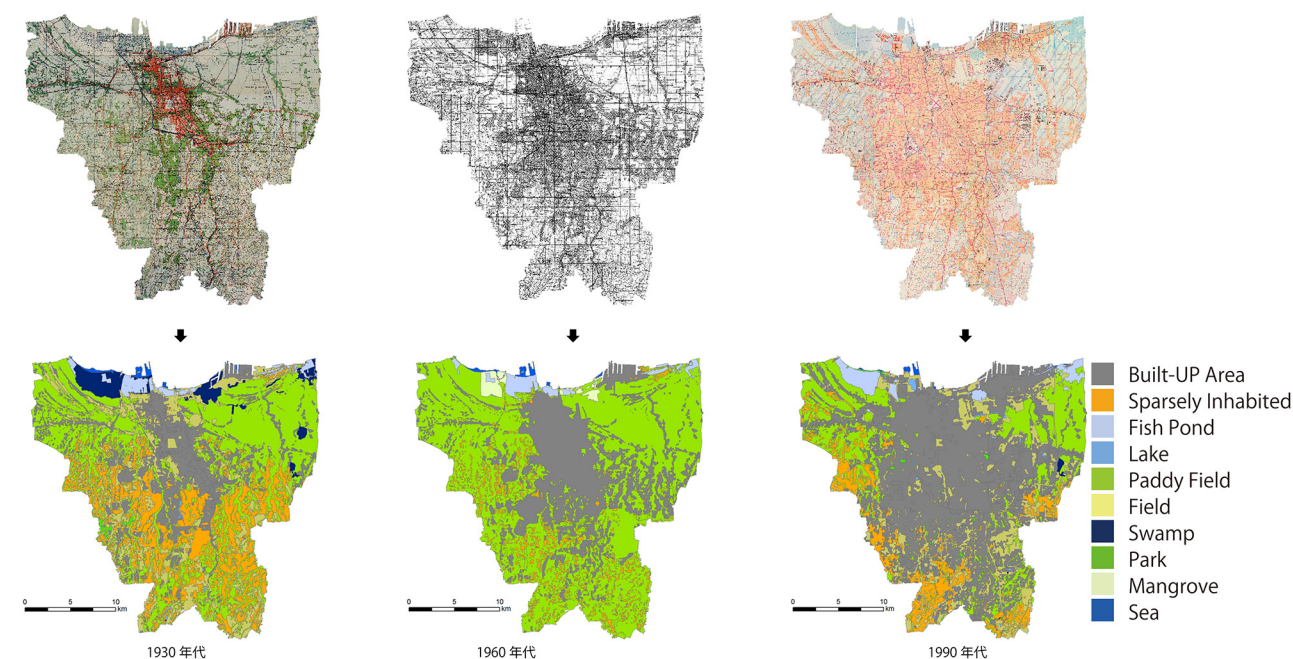 Built-UP Area
Sparsely Inhabited
Fish Pond
Lake
Paddy Field
Field
Swamp
Park
Mangrove
Sea
0 5 10
km
0 5 10
km
0 5 10
km
1930 年代
1960 年代
1990 年代